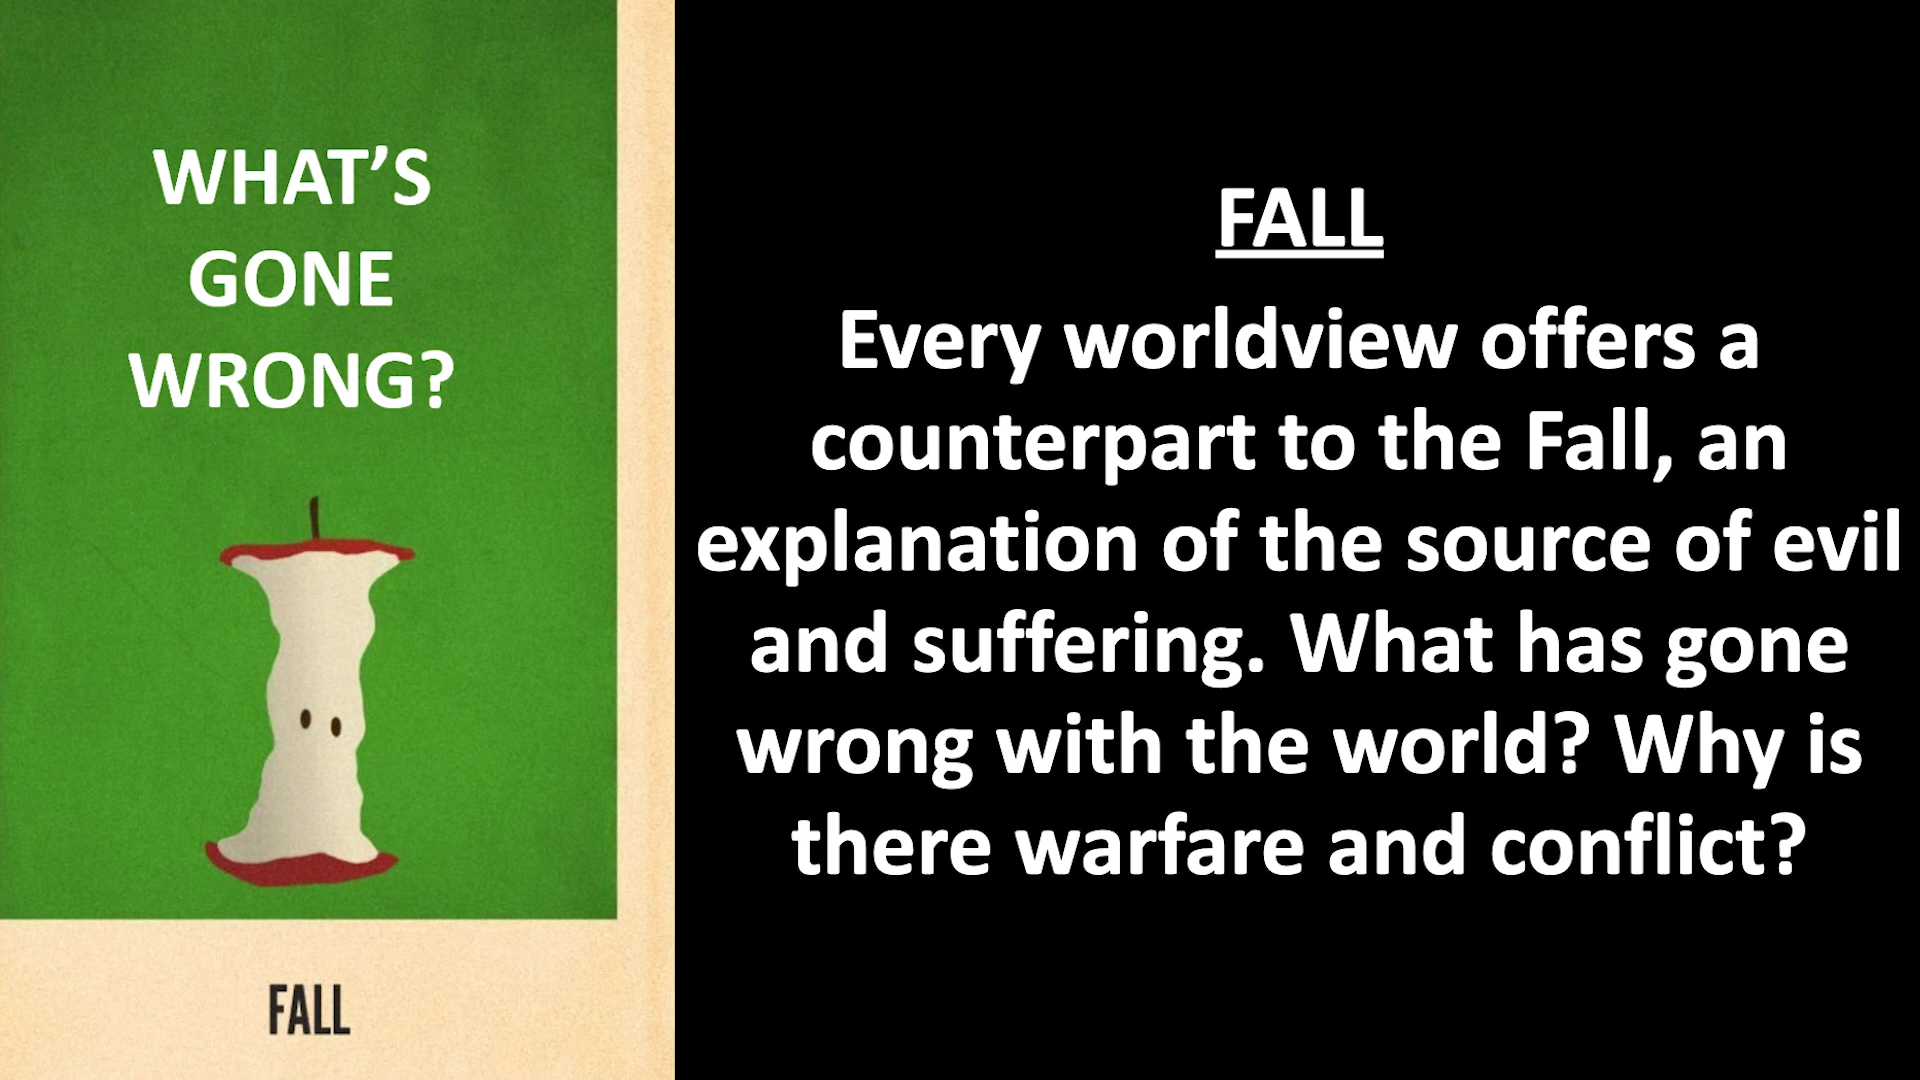 WHAT’S
GONE
WRONG?
FALL
FALL
Every worldview offers a
counterpart to the Fall, an
explanation of the source of evil
and suffering. What has gone
wrong with the world? Why is
there warfare and conflict?